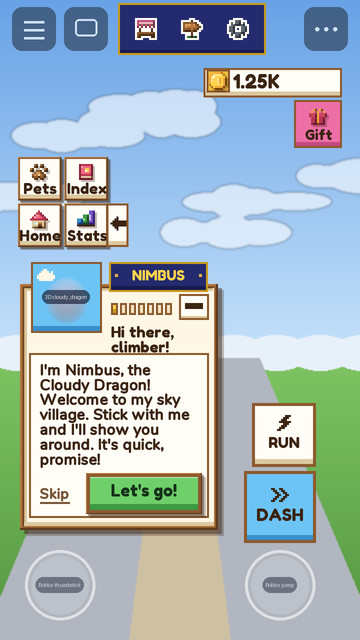 1.25K
Gift
Pets
Index
Home
Stats
NIMBUS
3D cloudy_dragon
Hi there,
climber!
I'm Nimbus, the
Cloudy Dragon!
Welcome to my sky
village. Stick with me
and I'll show you
around. It's quick,
promise!
Skip
Let's go!
RUN
DASH
Roblox thumbstick
Roblox jump